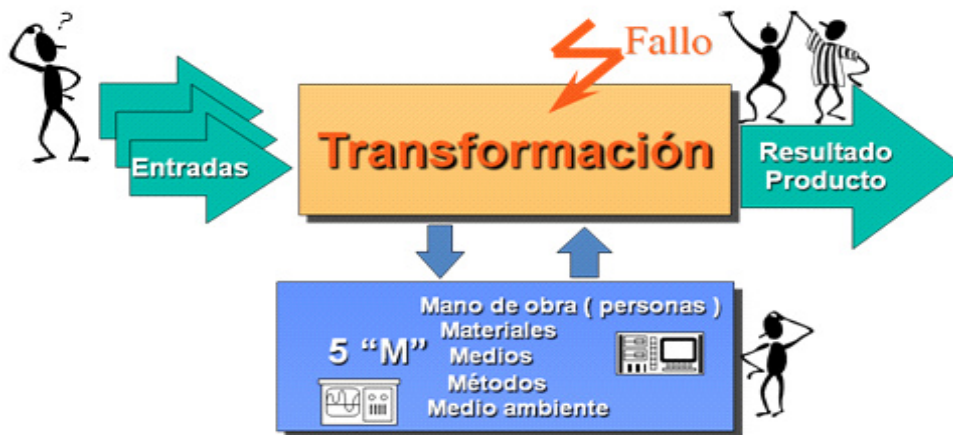 ?
Fallo
Entradas
Transformación
Resultado
Producto
5 “M”
Mano de obra ( personas )
Materiales
Medios
Métodos
Medio ambiente